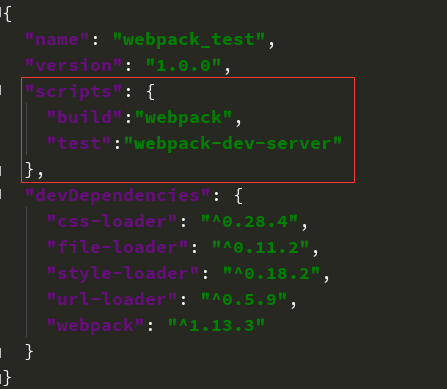 {
"name": "webpack_test",
"version": "1.0.0",
"scripts": {
"build":"webpack",
"test":"webpack-dev-server"
},
"devDependencies": {
"css-loader": "^0.28.4",
"file-loader": "^0.11.2",
"style-loader": "^0.18.2",
"url-loader": "^0.5.9",
"webpack": "^1.13.3"
}
}